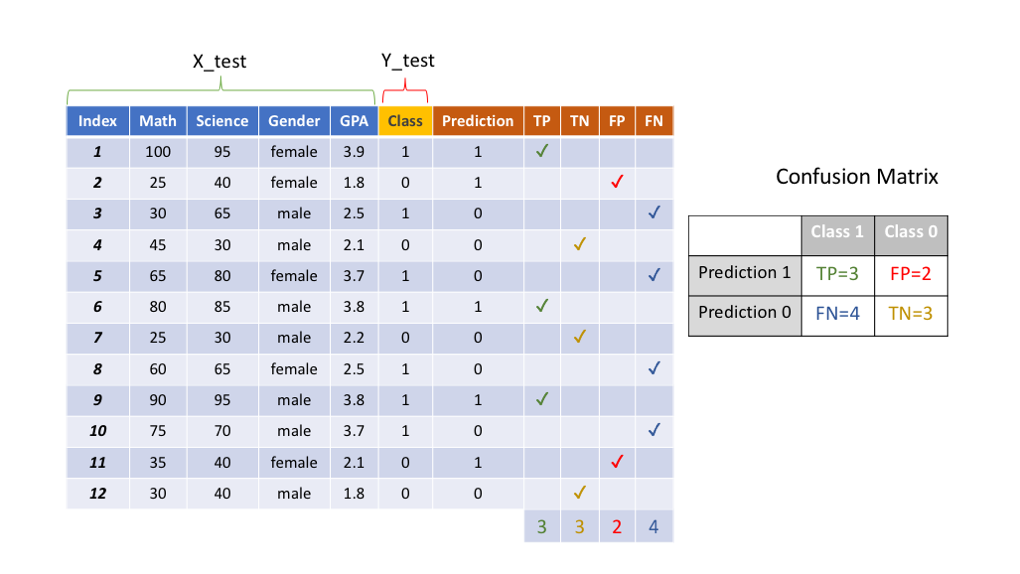 X_test Y_test
Index Math Science Gender GPA Class Prediction TP TN FP FN
1 100 95 female 3.9 1 1 ✓
2 25 40 female 1.8 0 1 ✓
3 30 65 male 2.5 1 0 ✓
4 45 30 male 2.1 0 0 ✓
5 65 80 female 3.7 1 0 ✓
6 80 85 male 3.8 1 1 ✓
7 25 30 male 2.2 0 0 ✓
8 60 65 female 2.5 1 0 ✓
9 90 95 male 3.8 1 1 ✓
10 75 70 male 3.7 1 0 ✓
11 35 40 female 2.1 0 1 ✓
12 30 40 male 1.8 0 0 ✓
3 3 2 4
Confusion Matrix
Class 1 Class 0
Prediction 1 TP=3 FP=2
Prediction 0 FN=4 TN=3